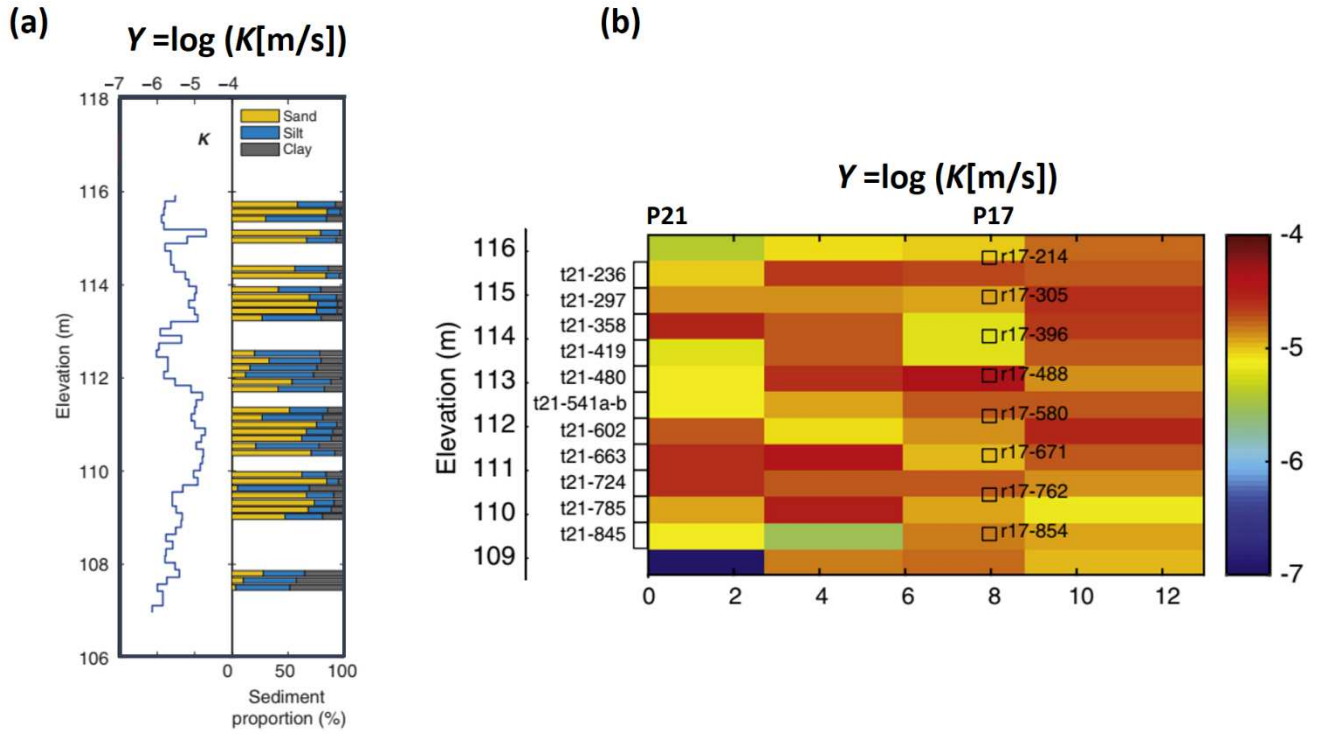 (a)
Y =log (K[m/s])
−7 −6 −5 −4
118
116
114
112
110
108
106
Elevation (m)
K
Sand
Silt
Clay
0 50 100
Sediment
proportion (%)
(b)
Y =log (K[m/s])
P21 P17
116
115
114
113
112
111
110
109
Elevation (m)
t21-236
t21-297
t21-358
t21-419
t21-480
t21-541a-b
t21-602
t21-663
t21-724
t21-785
t21-845
r17-214
r17-305
r17-396
r17-488
r17-580
r17-671
r17-762
r17-854
0 2 4 6 8 10 12
-4
-5
-6
-7